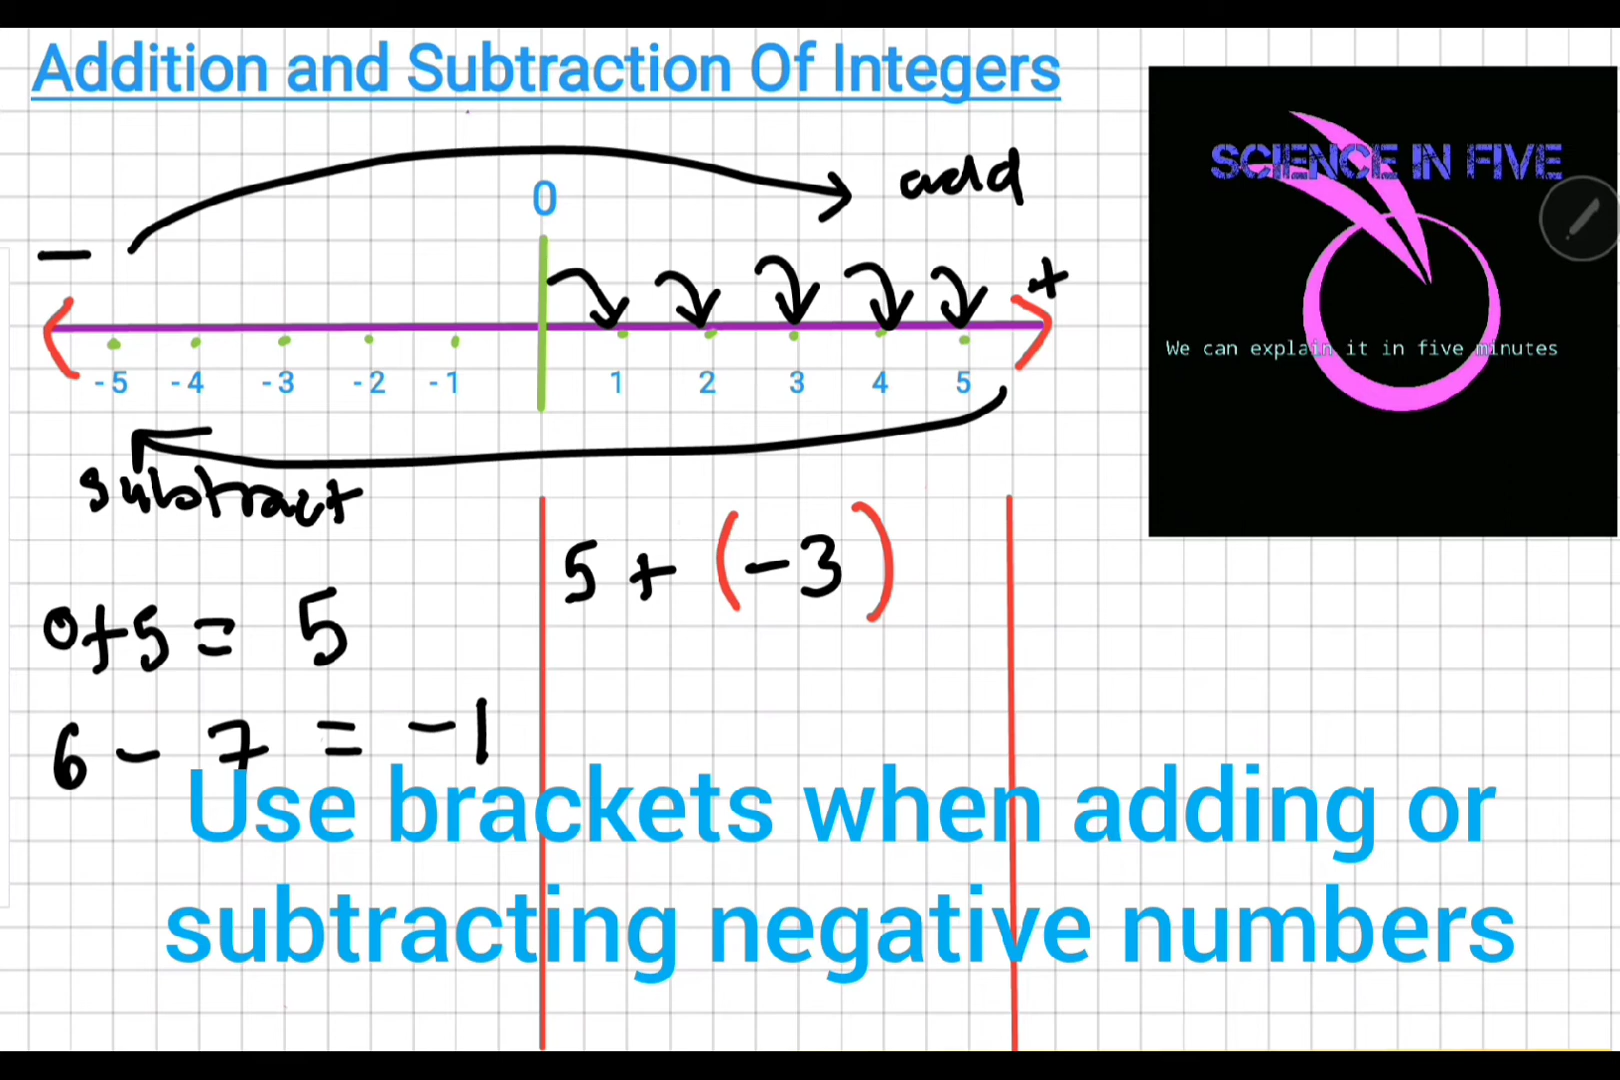 Addition and Subtraction Of Integers
SCIENCE IN FIVE
We can explain it in five minutes
add
0
− +
-5 -4 -3 -2 -1 1 2 3 4 5
subtract
5 + (-3)
0+5 = 5
6 - 7 = -1
Use brackets when adding or
subtracting negative numbers